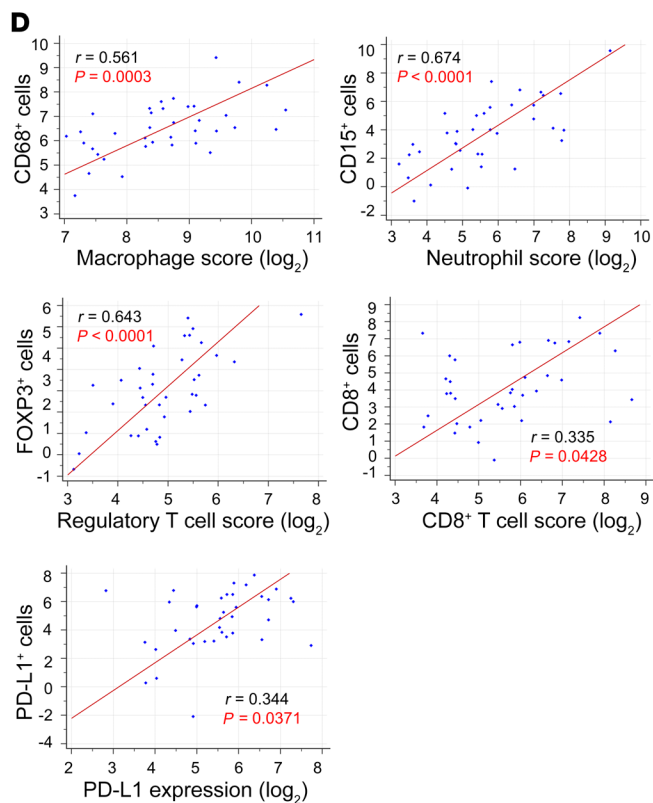 D
r = 0.561
P = 0.0003
CD68⁺ cells
10
9
8
7
6
5
4
3
7 8 9 10 11
Macrophage score (log₂)
r = 0.674
P < 0.0001
CD15⁺ cells
10
8
6
4
2
0
-2
3 4 5 6 7 8 9 10
Neutrophil score (log₂)
r = 0.643
P < 0.0001
FOXP3⁺ cells
6
5
4
3
2
1
0
-1
3 4 5 6 7 8
Regulatory T cell score (log₂)
CD8⁺ cells
9
8
7
6
5
4
3
2
1
0
-1
r = 0.335
P = 0.0428
3 4 5 6 7 8 9
CD8⁺ T cell score (log₂)
PD-L1⁺ cells
8
6
4
2
0
-2
-4
r = 0.344
P = 0.0371
2 3 4 5 6 7 8
PD-L1 expression (log₂)